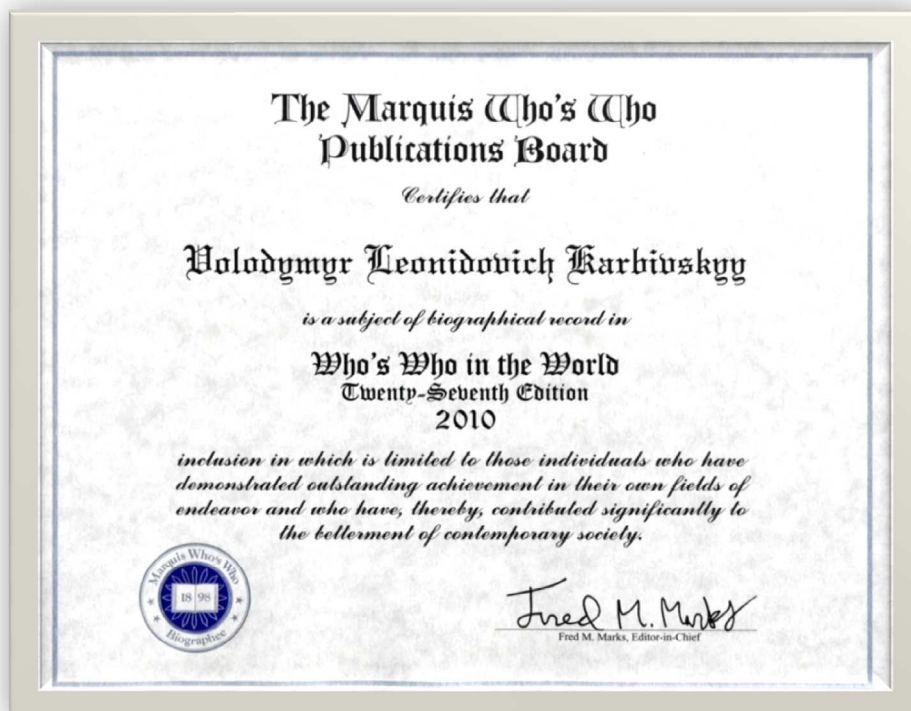 The Marquis Who's Who
Publications Board
Certifies that
Volodymyr Leonidovich Karbivskyy
is a subject of biographical record in
Who's Who in the World
Twenty-Seventh Edition
2010
inclusion in which is limited to those individuals who have
demonstrated outstanding achievement in their own fields of
endeavor and who have, thereby, contributed significantly to
the betterment of contemporary society.
Marquis Who's Who
18 98
Biographee
Fred M. Marks
Fred M. Marks, Editor-in-Chief